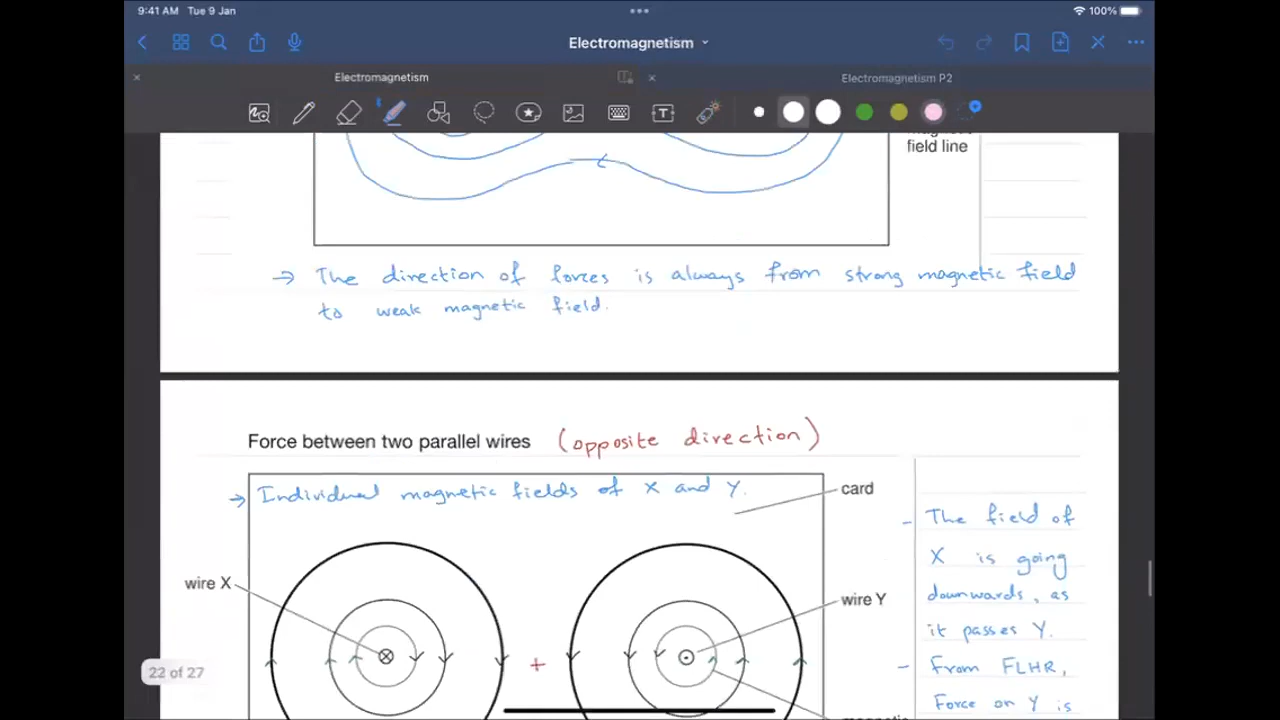 9:41 AM Tue 9 Jan
100%
Electromagnetism
Electromagnetism
Electromagnetism P2
field line
→ The direction of forces is always from strong magnetic field
to weak magnetic field.
Force between two parallel wires (opposite direction)
→ Individual magnetic fields of X and Y.
card
- The field of
X is going
downwards, as
it passes Y.
wire X
wire Y
+
- From FLHR,
Force on Y is
22 of 27